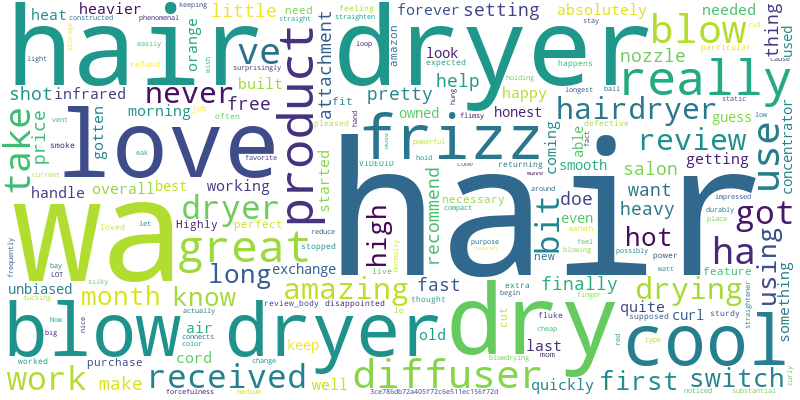 hair
dryer
blow
thing
used
really
hairdryer
review
use
salon
hair
love
wa
great
long
blow dryer
dry
cool
frizz
product
attachment
take
price
heat
heavier
little
setting
forever
absolutely
needed
nozzle
look
help
pretty
owned
happy
honest
orange
ve
shot
infrared
never
built
free
morning
gotten
often
started
fit
amazon
expected
loop
happens
straighten
feeling
need
straight
constructed
phenomenal
keeping
light
easily
storage
refund
wish
job
vent
smoke
eak
current
favorite
handle
overall
best
working
dryer
Highly
perfect
loved
let
stopped
reduce
exchange
necessary
live
normally
unbiased
month
know
amazing
fast
high
recommend
bit
coming
new
doe
even
able
smooth
guess
getting
want
heavy
hot
got
ha
using
concentrator
something
drying
finally
quite
curl
feature
switch
first
quickly
last
old
cut
keep
thought
extra
begin
diffuser
received
work
make
cord
air
purchase
well
review_body
disappointed
3ce786db72a405f72c6e511ec156f72d
forcefulness
medium
change
connects
color
actually
silky
bay
LOT
frequently
sucking
Now
big
nice
worked
mom
cheap
fluke
finger
blowdrying
supposed
sturdy
red
type
noticed
substantial
curly
straightener
watt
power
possibly
impressed
durably
place
feel
blowing
warmth
purpose
compact
around
wave
returning
come
VIDEOID
hold
powerful
pleased
surprisingly
hand
hung
flimsy
holding
longest
ball
static
cause
rid
stay
particular
defective
fact
low